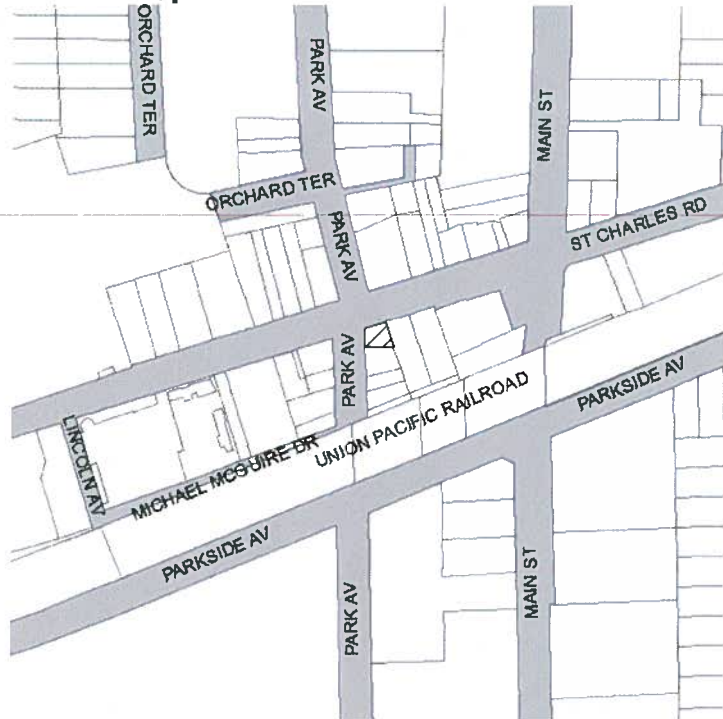 ORCHARD TER
PARK AV
MAIN ST
ORCHARD TER
PARK AV
ST CHARLES RD
PARK AV
UNION PACIFIC RAILROAD
PARKSIDE AV
LINCOLN AV
MICHAEL MCGUIRE DR
PARKSIDE AV
PARK AV
MAIN ST